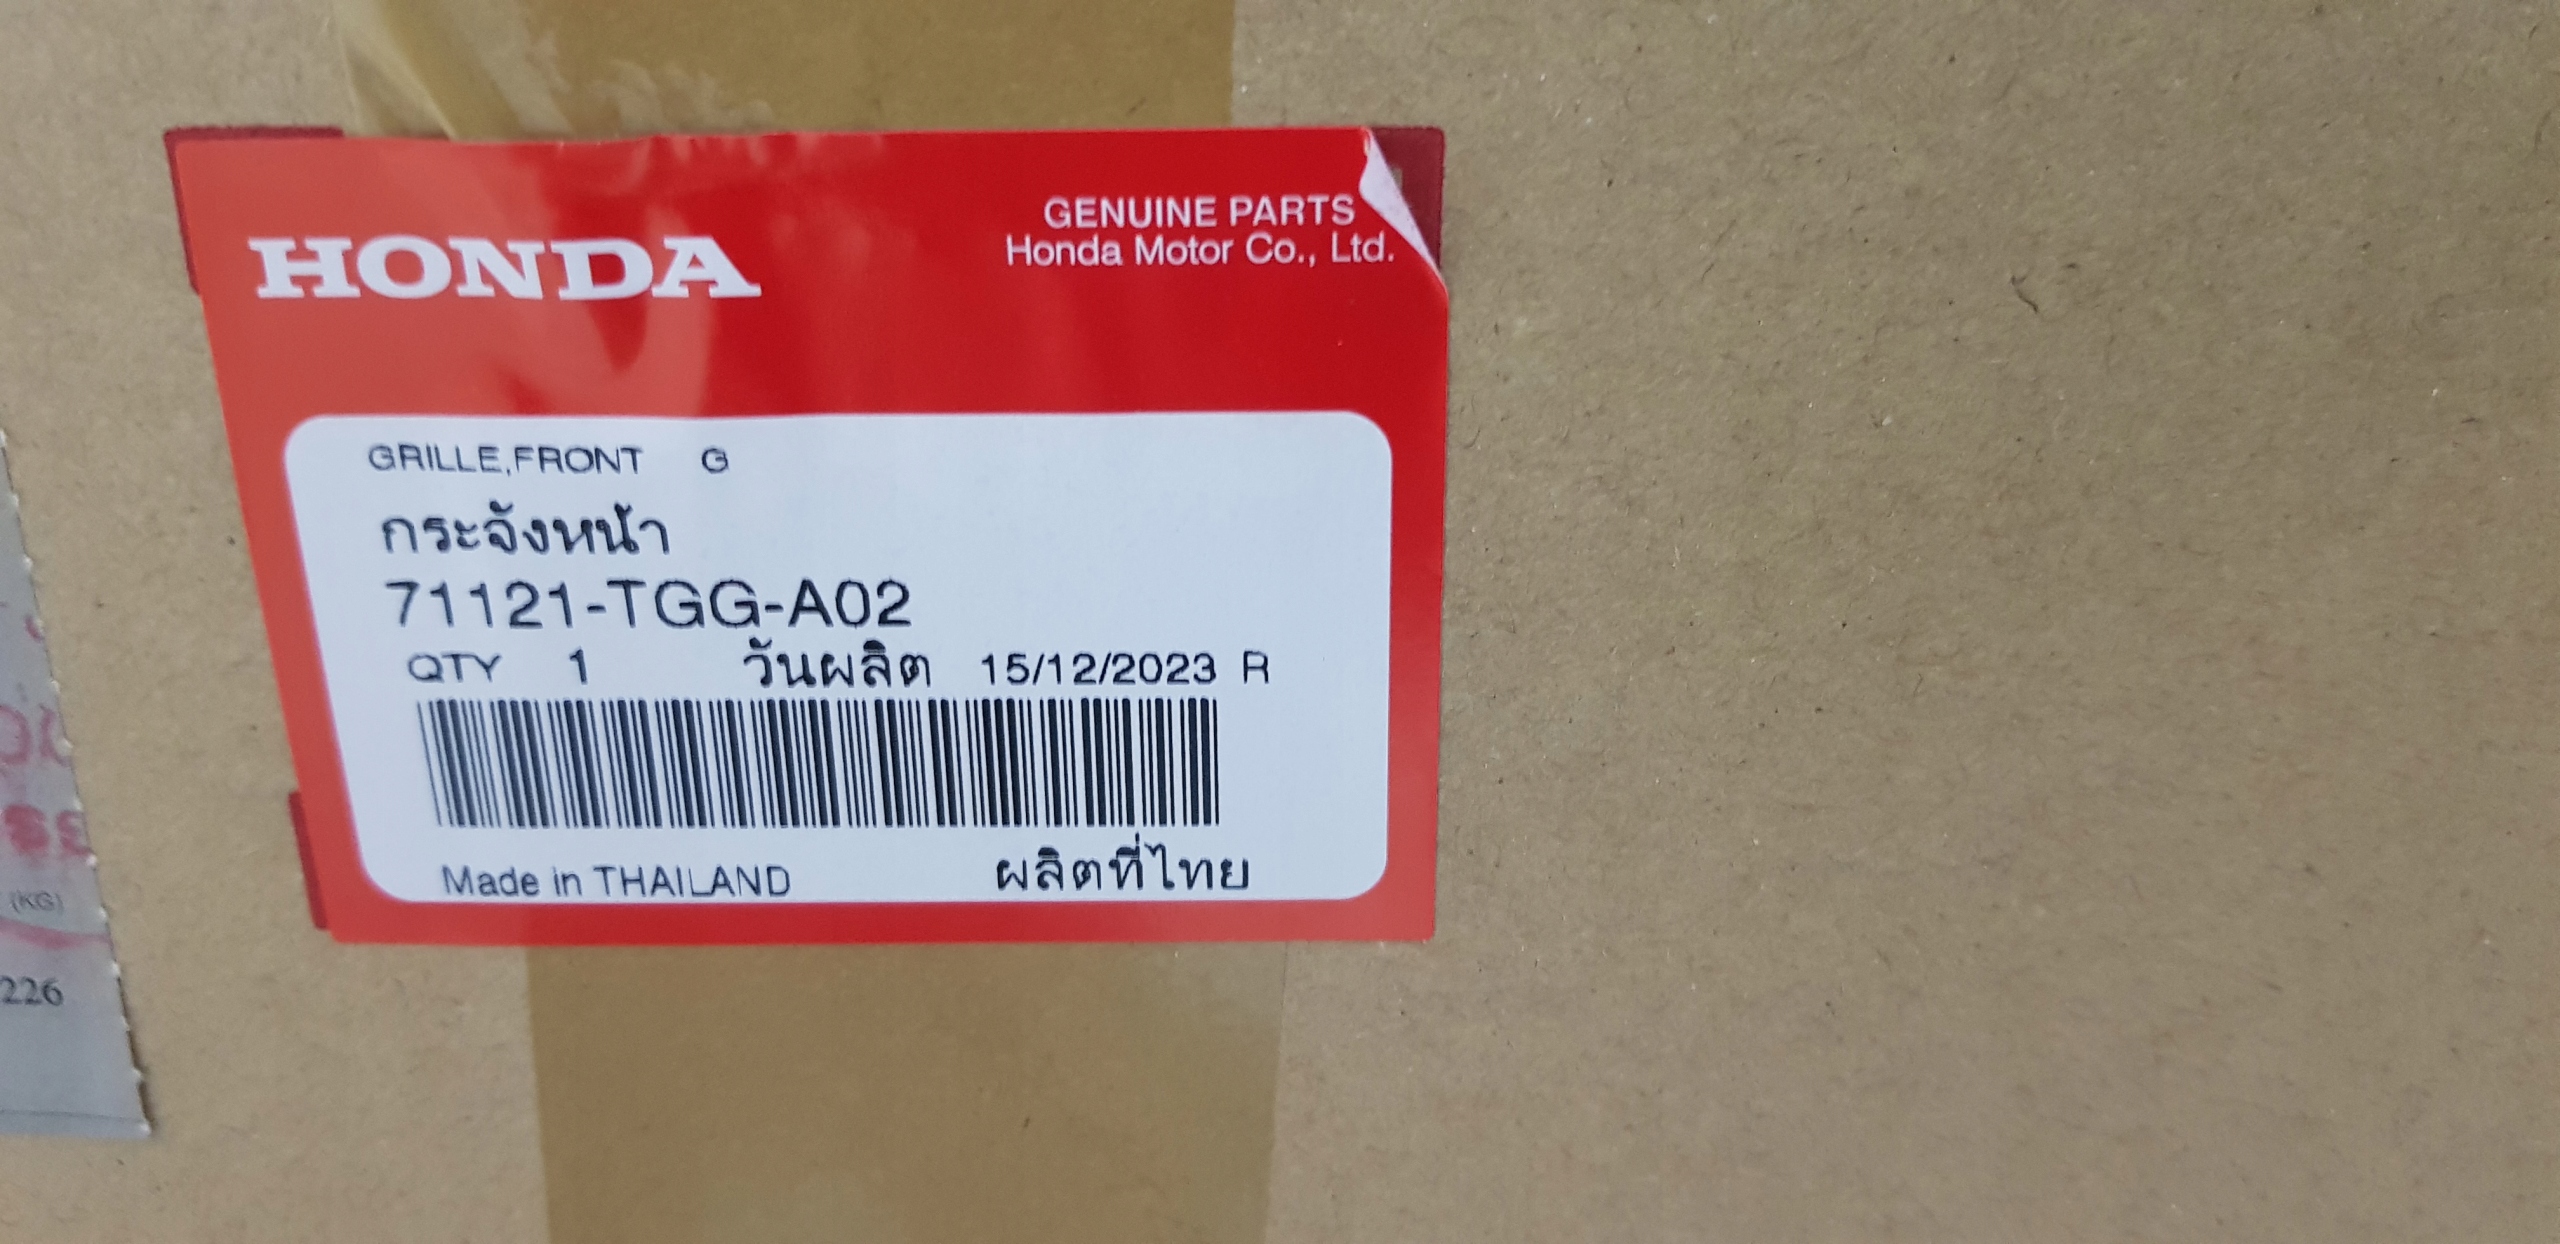 HONDA
GENUINE PARTS
Honda Motor Co., Ltd.
GRILLE,FRONT G
กระจังหน้า
71121-TGG-A02
QTY 1 วันผลิต 15/12/2023 R
Made in THAILAND ผลิตที่ไทย
(KG)
226